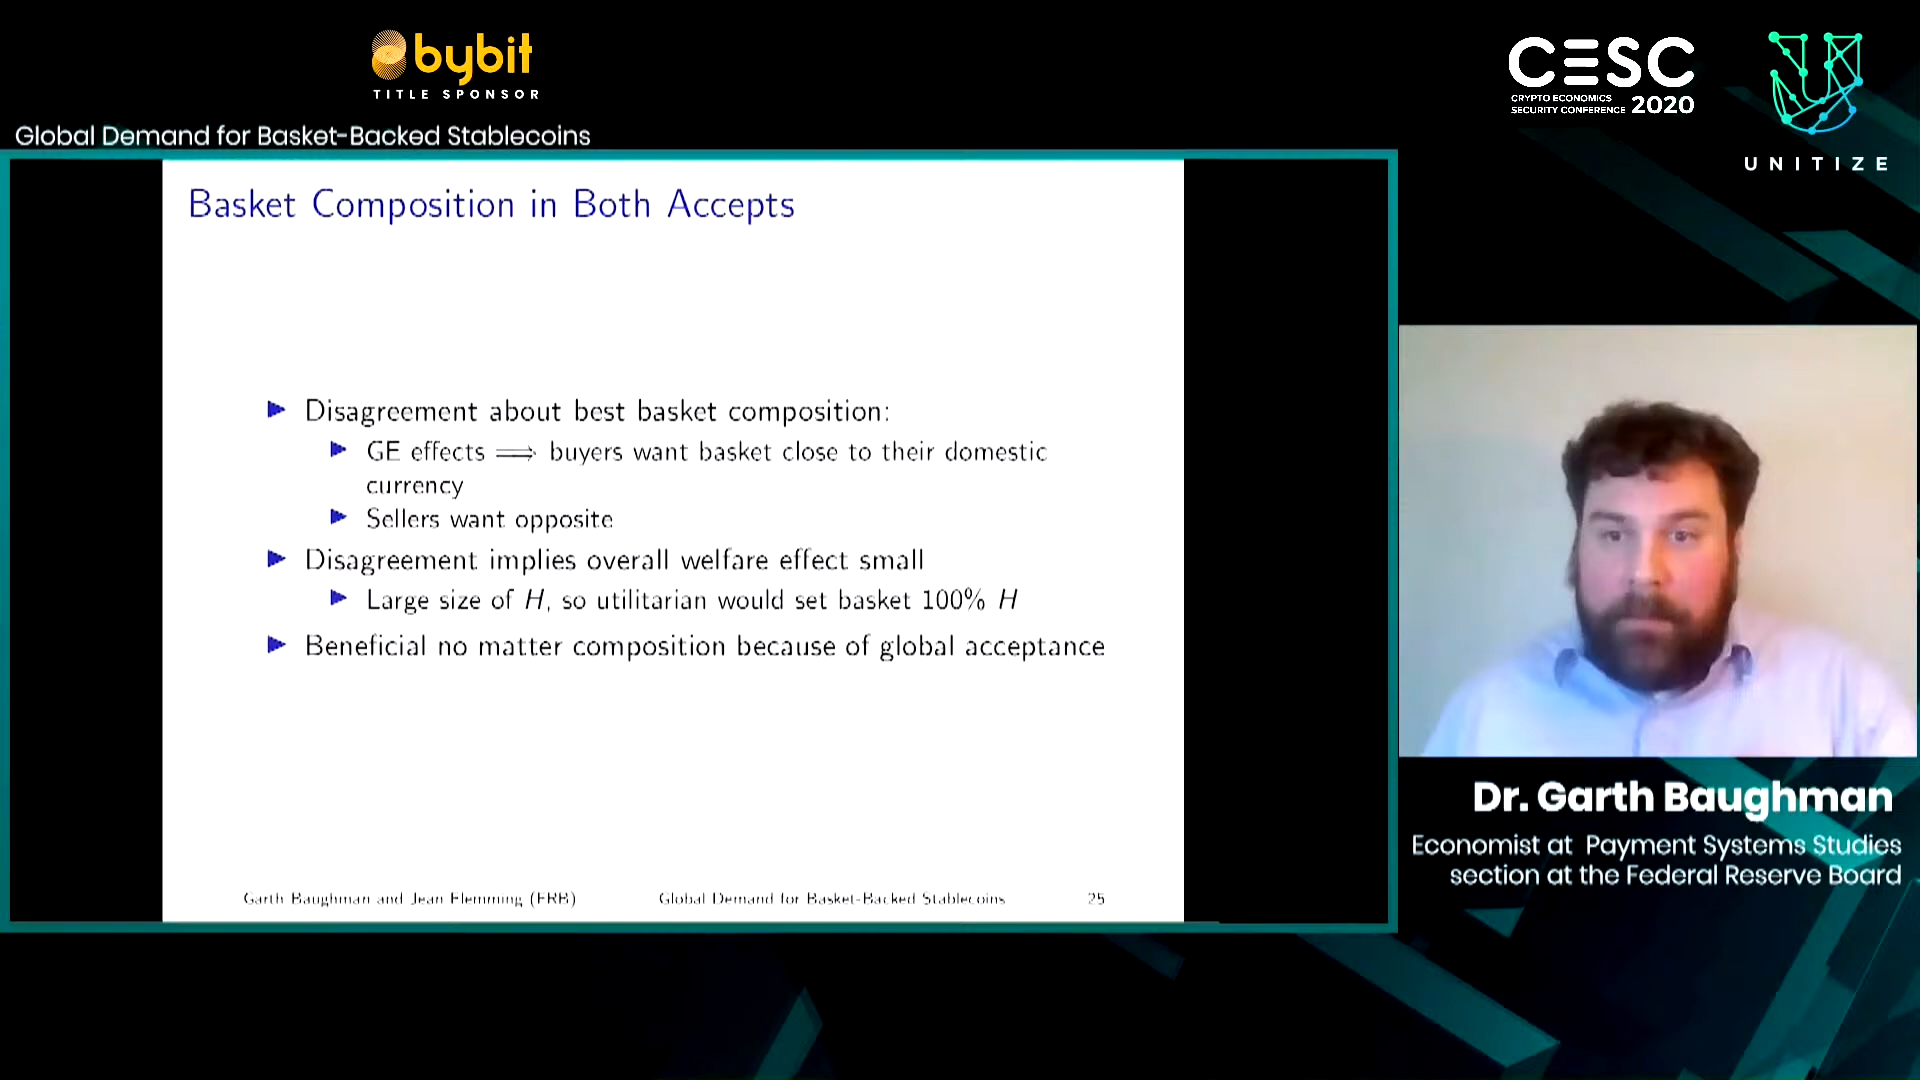 bybit
TITLE SPONSOR
CESC
CRYPTO ECONOMICS
SECURITY CONFERENCE 2020
UNITIZE
Global Demand for Basket-Backed Stablecoins
Basket Composition in Both Accepts
Disagreement about best basket composition:
GE effects ⟹ buyers want basket close to their domestic
currency
Sellers want opposite
Disagreement implies overall welfare effect small
Large size of H, so utilitarian would set basket 100% H
Beneficial no matter composition because of global acceptance
Garth Baughman and Jean Flemming (FRB) Global Demand for Basket-Backed Stablecoins 25
Dr. Garth Baughman
Economist at Payment Systems Studies
section at the Federal Reserve Board